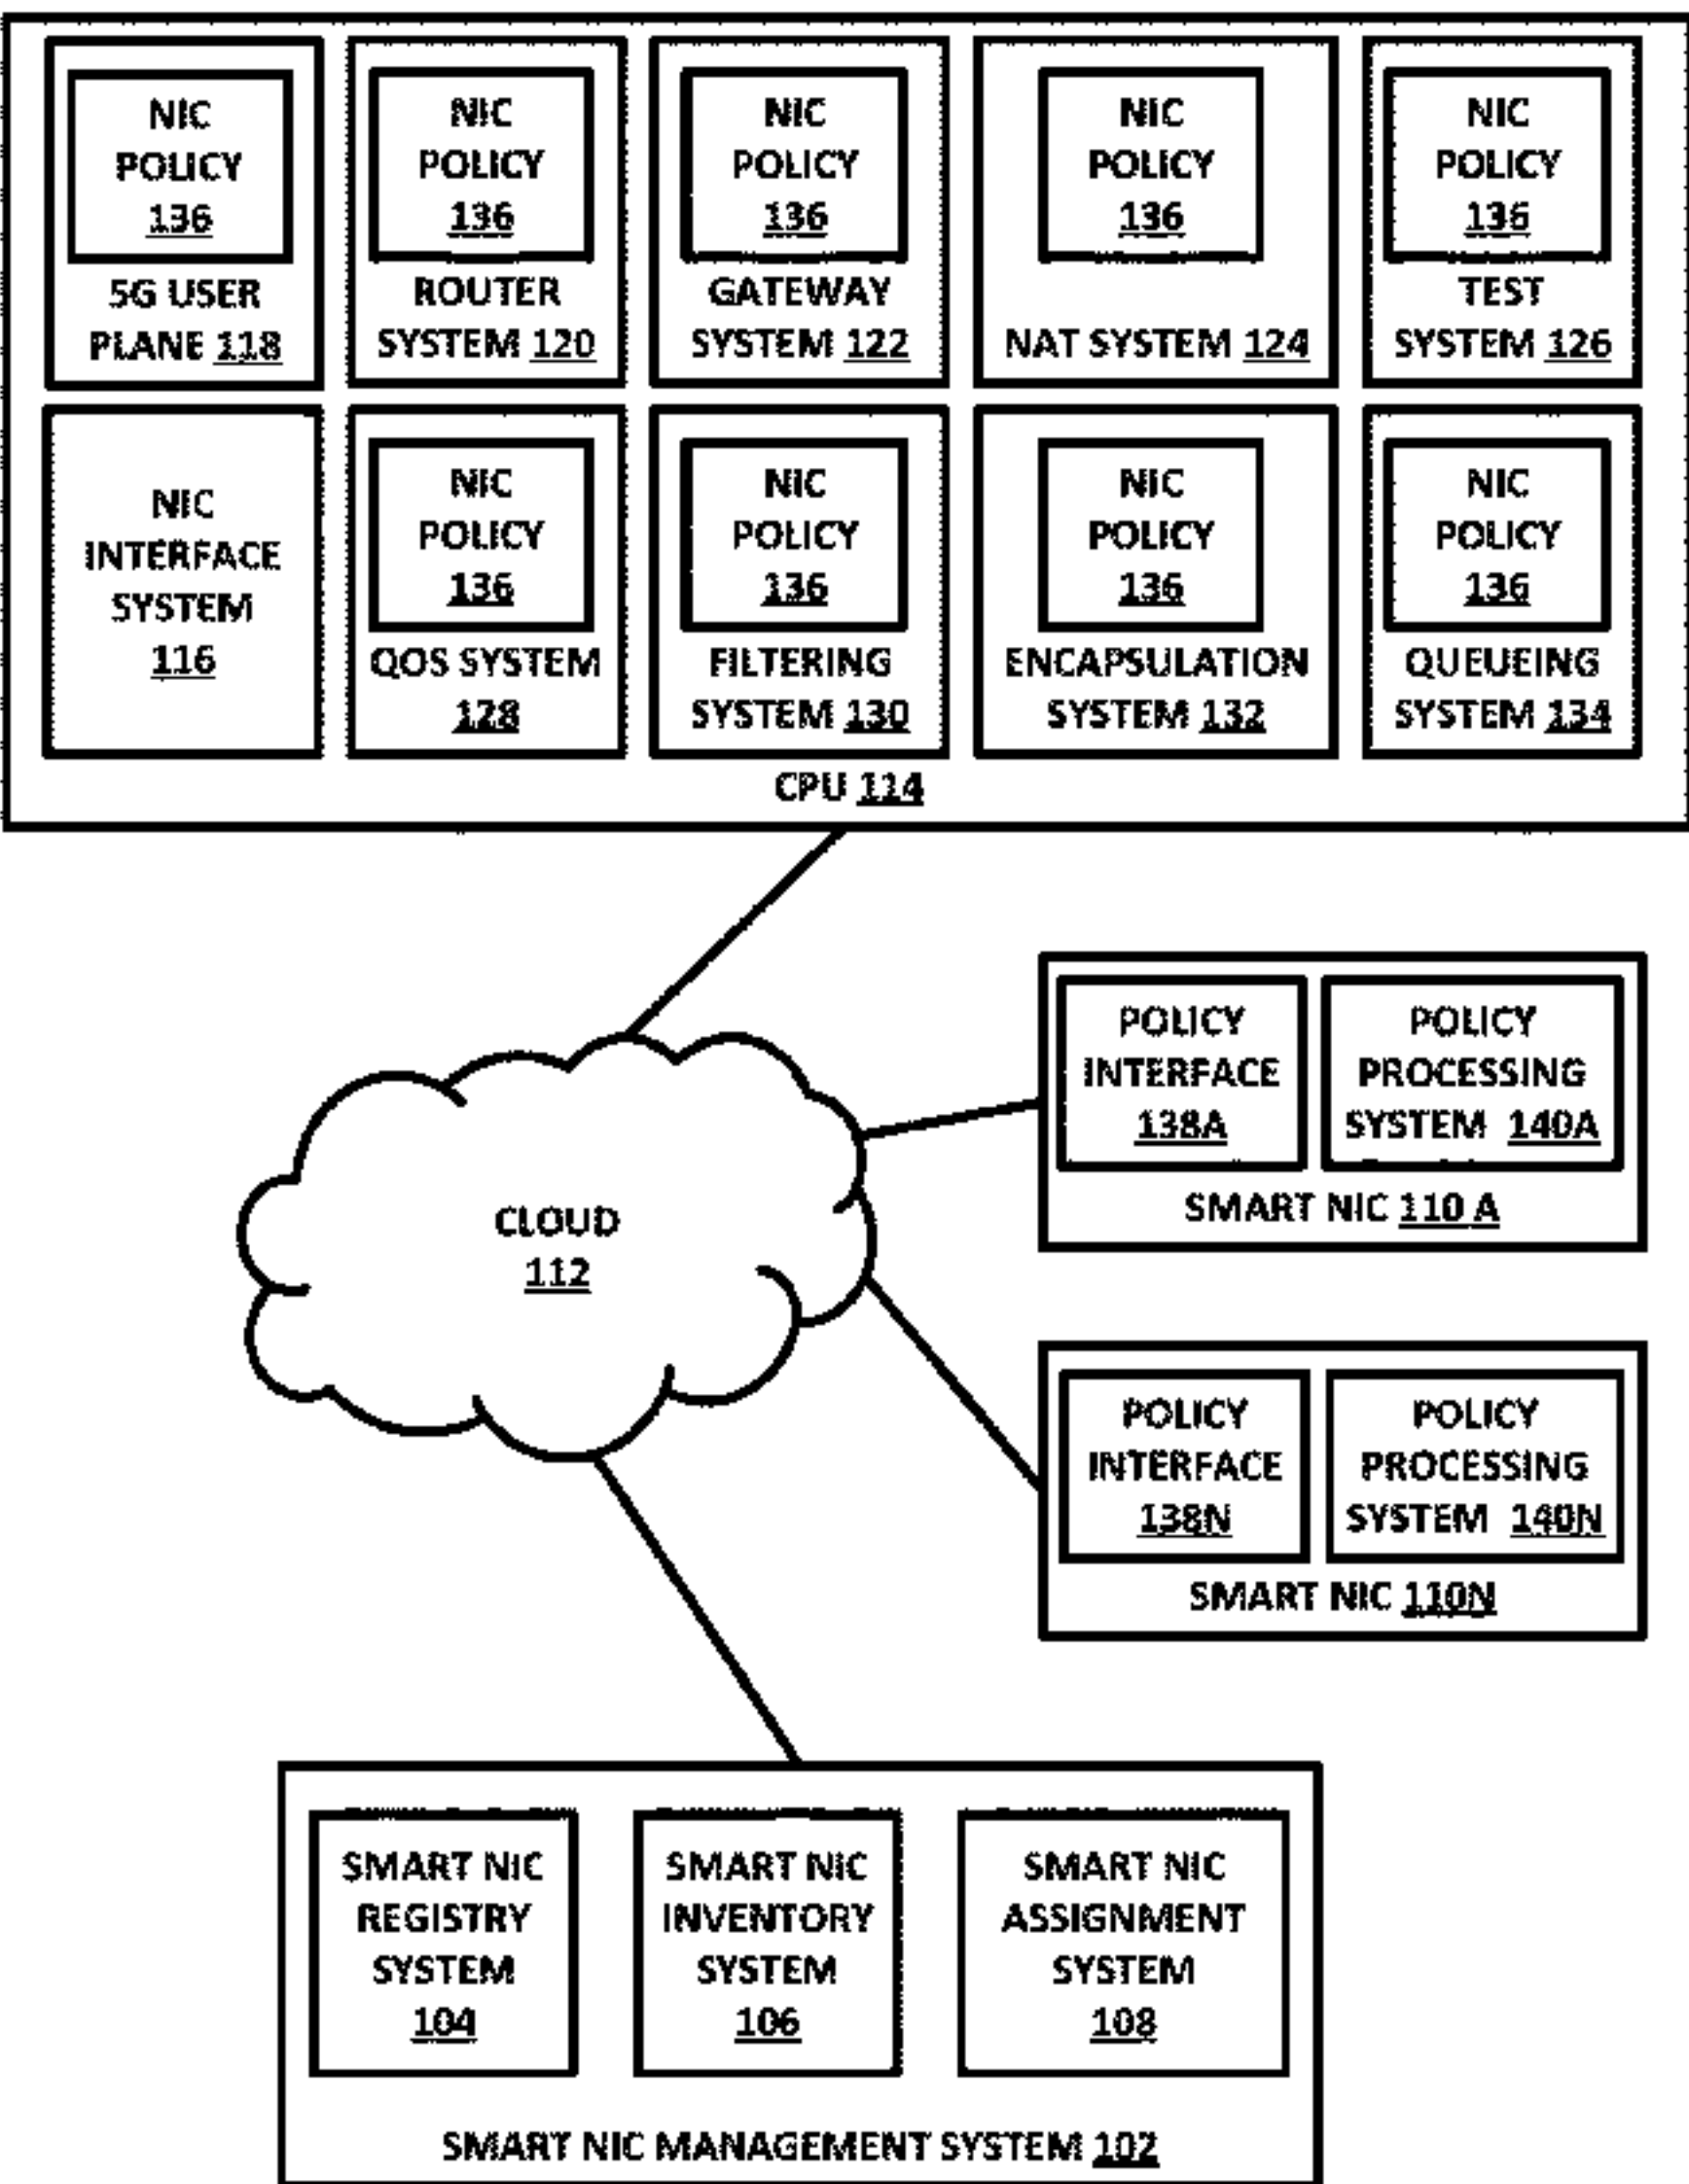 NIC
POLICY
136
5G USER
PLANE 118
NIC
POLICY
136
ROUTER
SYSTEM 120
NIC
POLICY
136
GATEWAY
SYSTEM 122
NIC
POLICY
136
NAT SYSTEM 124
NIC
POLICY
136
TEST
SYSTEM 126
NIC
INTERFACE
SYSTEM
116
NIC
POLICY
136
QOS SYSTEM
128
NIC
POLICY
136
FILTERING
SYSTEM 130
NIC
POLICY
136
ENCAPSULATION
SYSTEM 132
NIC
POLICY
136
QUEUEING
SYSTEM 134
CPU 114
POLICY
INTERFACE
138A
POLICY
PROCESSING
SYSTEM 140A
SMART NIC 110 A
CLOUD
112
POLICY
INTERFACE
138N
POLICY
PROCESSING
SYSTEM 140N
SMART NIC 110N
SMART NIC
REGISTRY
SYSTEM
104
SMART NIC
INVENTORY
SYSTEM
106
SMART NIC
ASSIGNMENT
SYSTEM
108
SMART NIC MANAGEMENT SYSTEM 102